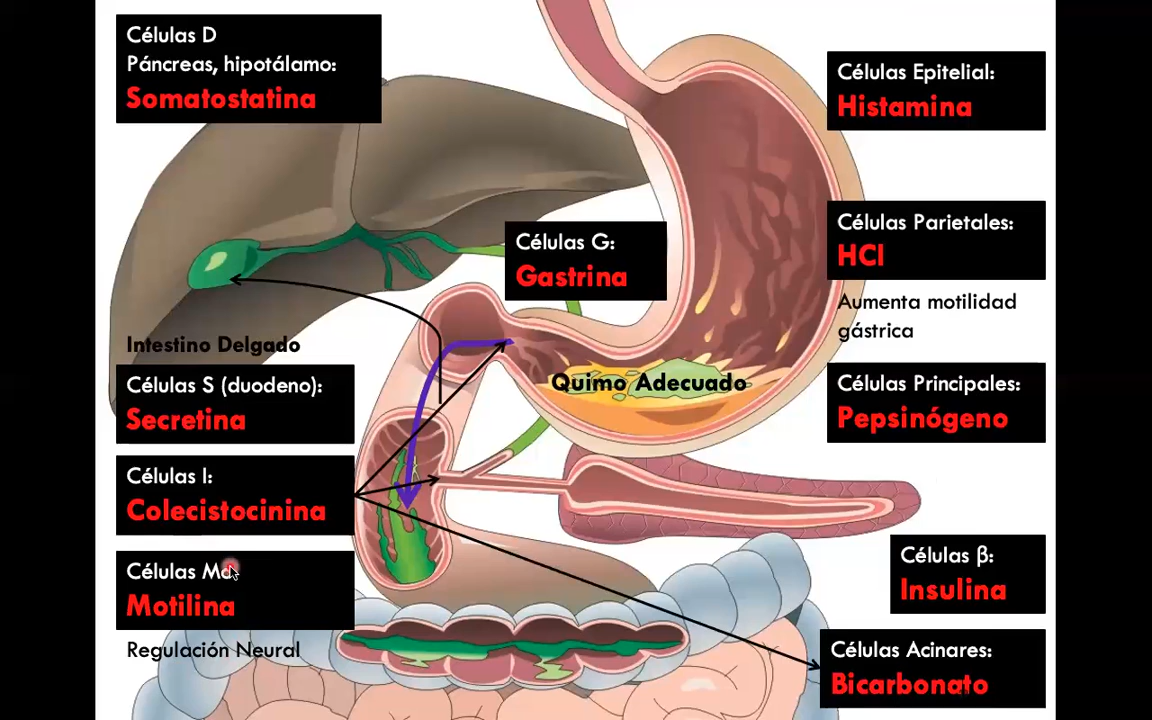 Células D
Páncreas, hipotálamo:
Somatostatina
Células Epitelial:
Histamina
Células Parietales:
HCl
Aumenta motilidad
gástrica
Células G:
Gastrina
Quimo Adecuado
Células Principales:
Pepsinógeno
Intestino Delgado
Células S (duodeno):
Secretina
Células I:
Colecistocinina
Células
Motilina
Regulación Neural
Células β:
Insulina
Células Acinares:
Bicarbonato